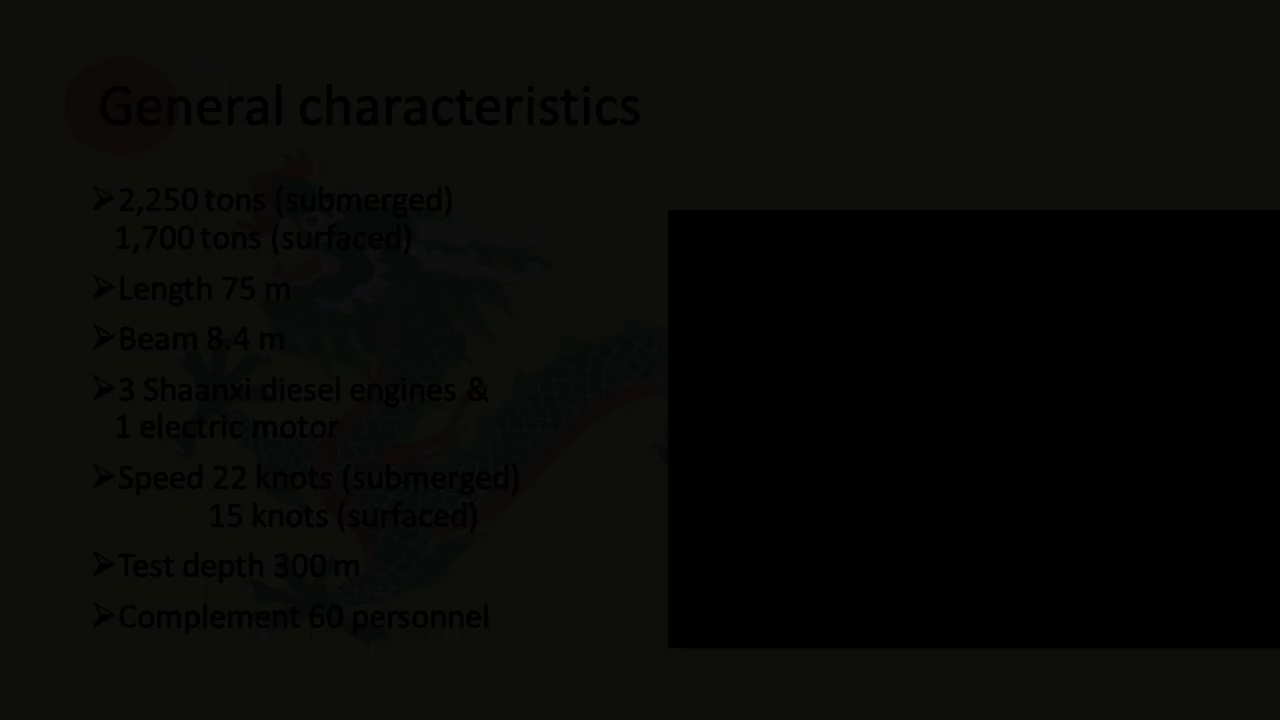 General characteristics
➢2,250 tons (submerged)
1,700 tons (surfaced)
➢Length 75 m
➢Beam 8.4 m
➢3 Shaanxi diesel engines &
1 electric motor
➢Speed 22 knots (submerged)
15 knots (surfaced)
➢Test depth 300 m
➢Complement 60 personnel